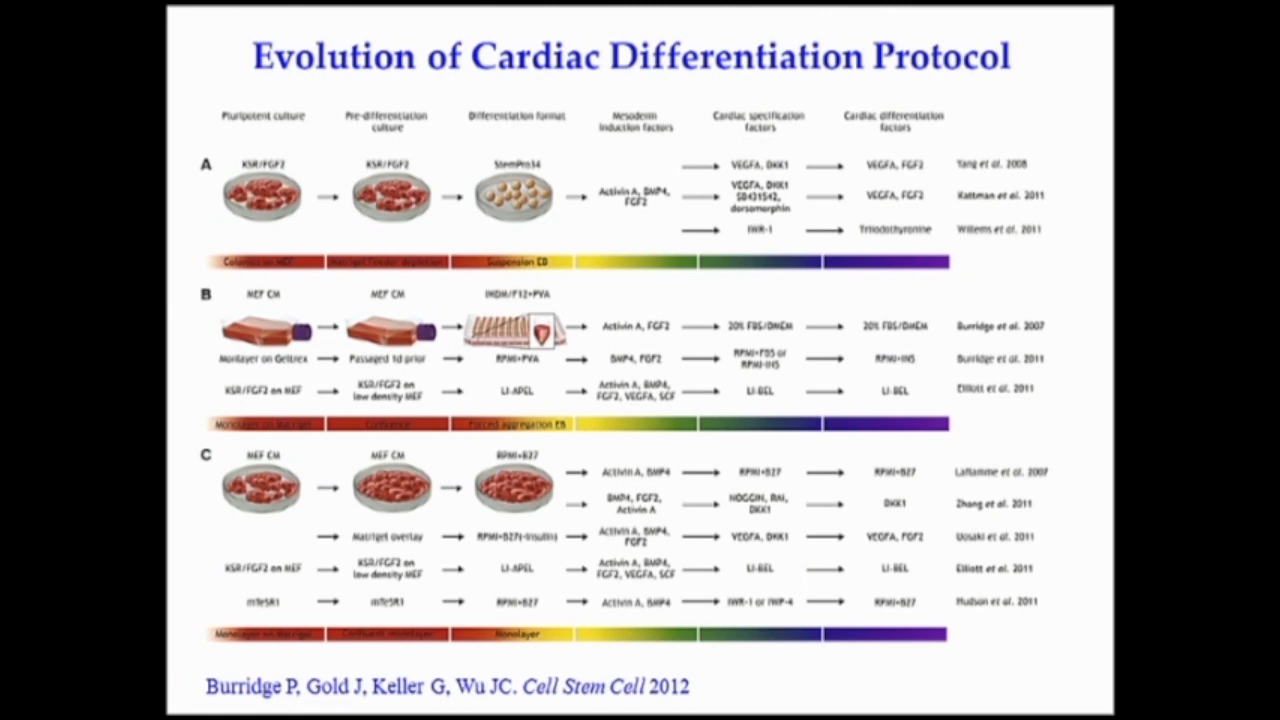 Evolution of Cardiac Differentiation Protocol
Pluripotent culture
Pre-differentiation
culture
Differentiation format
Mesoderm
induction factors
Cardiac specification
factors
Cardiac differentiation
factors
A
KSR/FGF2
KSR/FGF2
StemPro34
Activin A, BMP4,
FGF2
VEGFA, DKK1
VEGFA, FGF2
Yang et al. 2008
VEGFA, DKK1
SB431542,
dorsomorphin
VEGFA, FGF2
Kattman et al. 2011
IWR-1
Triiodothyronine
Willems et al. 2011
Colonies on MEF
Matrigel feeder depletion
Suspension EB
B
MEF CM
MEF CM
IMDM/F12+PVA
Activin A, FGF2
20% FBS/DMEM
20% FBS/DMEM
Burridge et al. 2007
Monlayer on Geltrex
Passaged 1d prior
RPMI+PVA
BMP4, FGF2
RPMI+FBS or
RPMI-INS
RPMI+INS
Burridge et al. 2011
KSR/FGF2 on MEF
KSR/FGF2 on
low density MEF
LI-APEL
Activin A, BMP4,
FGF2, VEGFA, SCF
LI-BEL
LI-BEL
Elliott et al. 2011
Monolayer on Matrigel
Confluence
Forced aggregation EB
C
MEF CM
MEF CM
RPMI+B27
Activin A, BMP4
RPMI+B27
RPMI+B27
Laflamme et al. 2007
BMP4, FGF2,
Activin A
NOGGIN, RAi,
DKK1
DKK1
Zhang et al. 2011
Matrigel overlay
RPMI+B27(-insulin)
Activin A, BMP4,
FGF2
VEGFA, DKK1
VEGFA, FGF2
Uosaki et al. 2011
KSR/FGF2 on MEF
KSR/FGF2 on
low density MEF
LI-APEL
Activin A, BMP4,
FGF2, VEGFA, SCF
LI-BEL
LI-BEL
Elliott et al. 2011
mTeSR1
mTeSR1
RPMI+B27
Activin A, BMP4
IWR-1 or IWP-4
RPMI+B27
Hudson et al. 2011
Monolayer on Matrigel
Confluent monolayer
Monolayer
Burridge P, Gold J, Keller G, Wu JC. Cell Stem Cell 2012